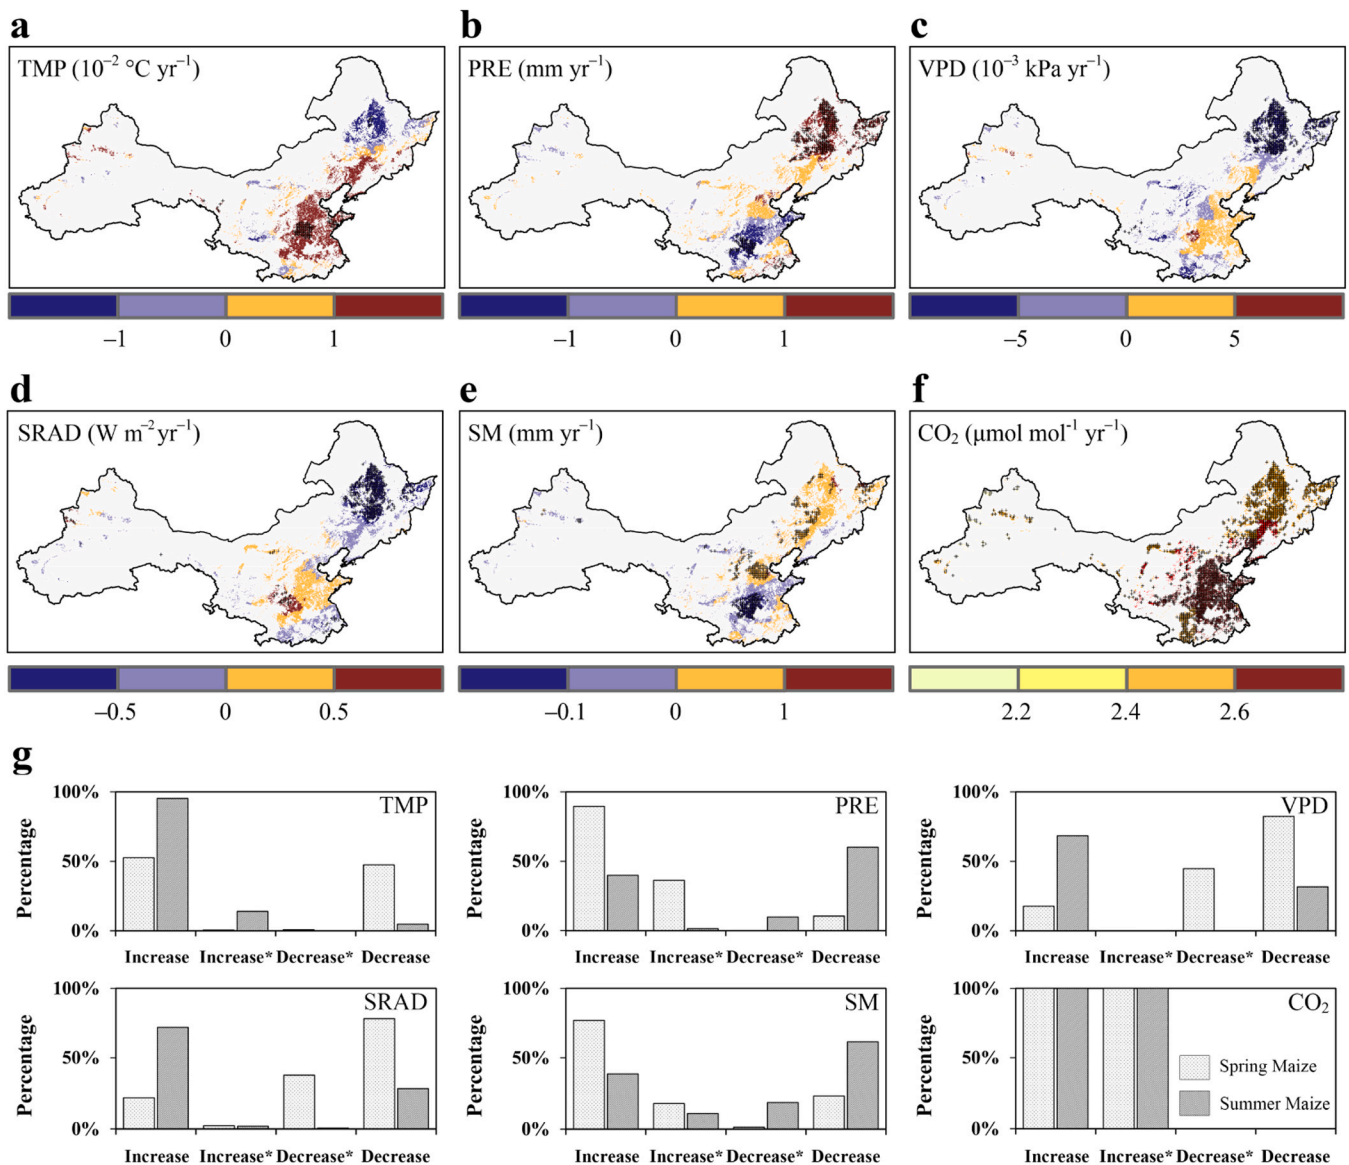 a
b
c
TMP (10⁻² °C yr⁻¹)
PRE (mm yr⁻¹)
VPD (10⁻³ kPa yr⁻¹)
–1 0 1
–1 0 1
–5 0 5
d
e
f
SRAD (W m⁻² yr⁻¹)
SM (mm yr⁻¹)
CO₂ (μmol mol⁻¹ yr⁻¹)
–0.5 0 0.5
–0.1 0 1
2.2 2.4 2.6
g
Percentage
100%
50%
0%
TMP
Increase Increase* Decrease* Decrease
Percentage
100%
50%
0%
PRE
Increase Increase* Decrease* Decrease
Percentage
100%
50%
0%
VPD
Increase Increase* Decrease* Decrease
Percentage
100%
50%
0%
SRAD
Increase Increase* Decrease* Decrease
Percentage
100%
50%
0%
SM
Increase Increase* Decrease* Decrease
Percentage
100%
50%
0%
CO₂
Spring Maize
Summer Maize
Increase Increase* Decrease* Decrease